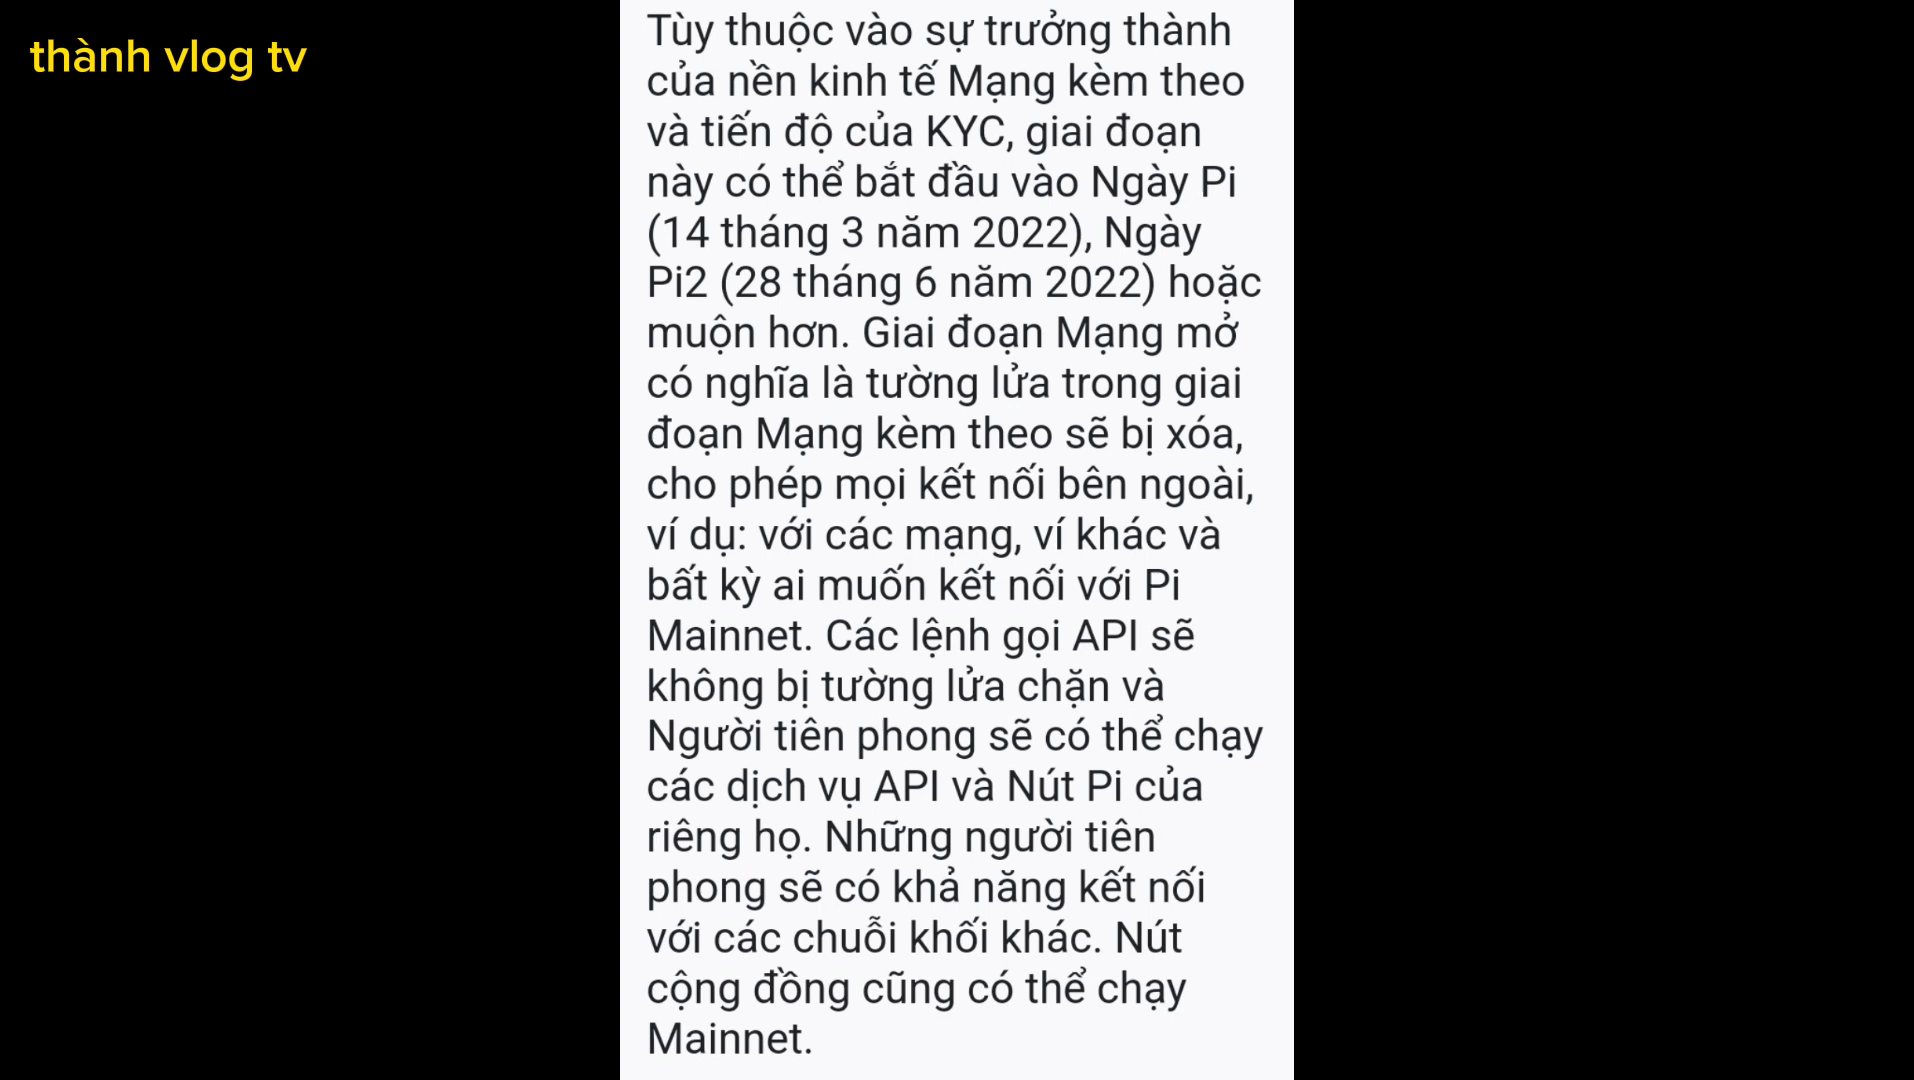 thành vlog tv
Tùy thuộc vào sự trưởng thành
của nền kinh tế Mạng kèm theo
và tiến độ của KYC, giai đoạn
này có thể bắt đầu vào Ngày Pi
(14 tháng 3 năm 2022), Ngày
Pi2 (28 tháng 6 năm 2022) hoặc
muộn hơn. Giai đoạn Mạng mở
có nghĩa là tường lửa trong giai
đoạn Mạng kèm theo sẽ bị xóa,
cho phép mọi kết nối bên ngoài,
ví dụ: với các mạng, ví khác và
bất kỳ ai muốn kết nối với Pi
Mainnet. Các lệnh gọi API sẽ
không bị tường lửa chặn và
Người tiên phong sẽ có thể chạy
các dịch vụ API và Nút Pi của
riêng họ. Những người tiên
phong sẽ có khả năng kết nối
với các chuỗi khối khác. Nút
cộng đồng cũng có thể chạy
Mainnet.